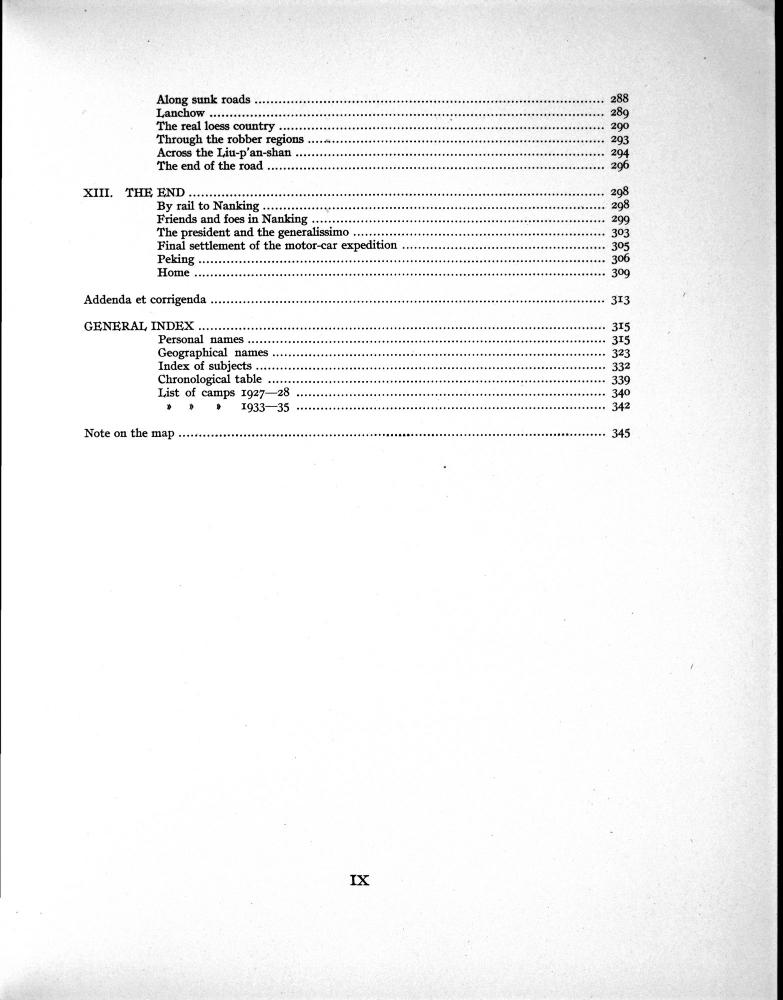 Along sunk roads ........ 288
Lanchow ........ 289
The real loess country ........ 290
Through the robber regions ........ 293
Across the Liu-p'an-shan ........ 294
The end of the road ........ 296
XIII. THE END ........ 298
By rail to Nanking ........ 298
Friends and foes in Nanking ........ 299
The president and the generalissimo ........ 303
Final settlement of the motor-car expedition ........ 305
Peking ........ 306
Home ........ 309
Addenda et corrigenda ........ 313
GENERAL INDEX ........ 315
Personal names ........ 315
Geographical names ........ 323
Index of subjects ........ 332
Chronological table ........ 339
List of camps 1927—28 ........ 340
» » » 1933—35 ........ 342
Note on the map ........ 345
IX